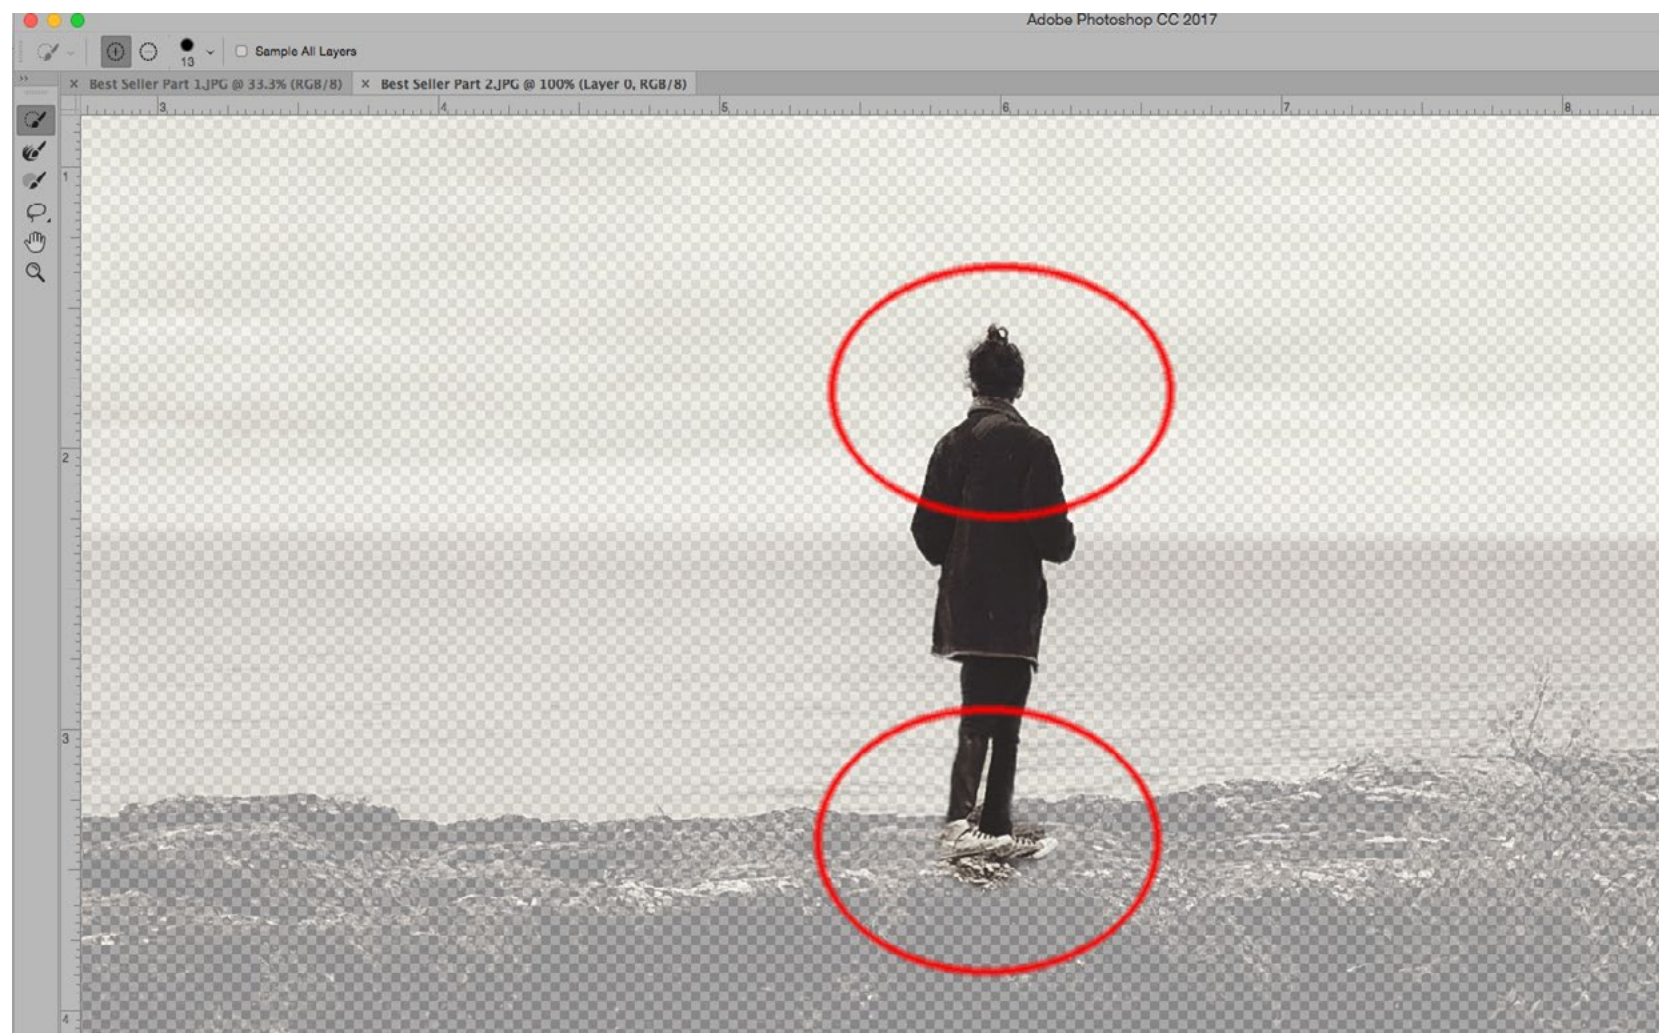 Adobe Photoshop CC 2017
13
Sample All Layers
Best Seller Part 1.JPG @ 33.3% (RGB/8)
Best Seller Part 2.JPG @ 100% (Layer 0, RGB/8)
3 4 5 6 7 8
1
2
3
4